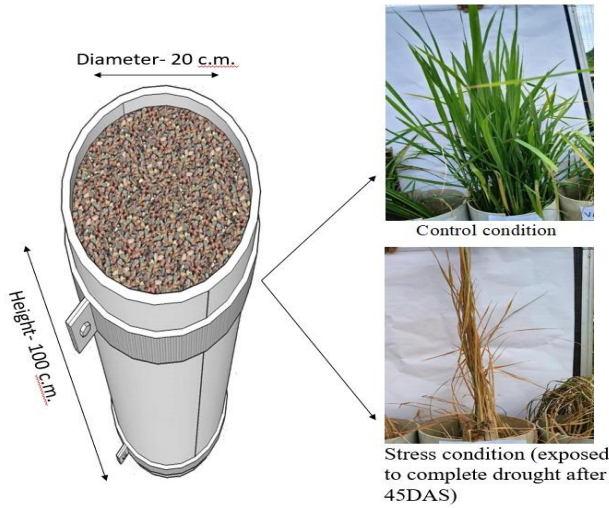 Diameter- 20 c.m.
Height- 100 c.m.
Control condition
Stress condition (exposed
to complete drought after
45DAS)